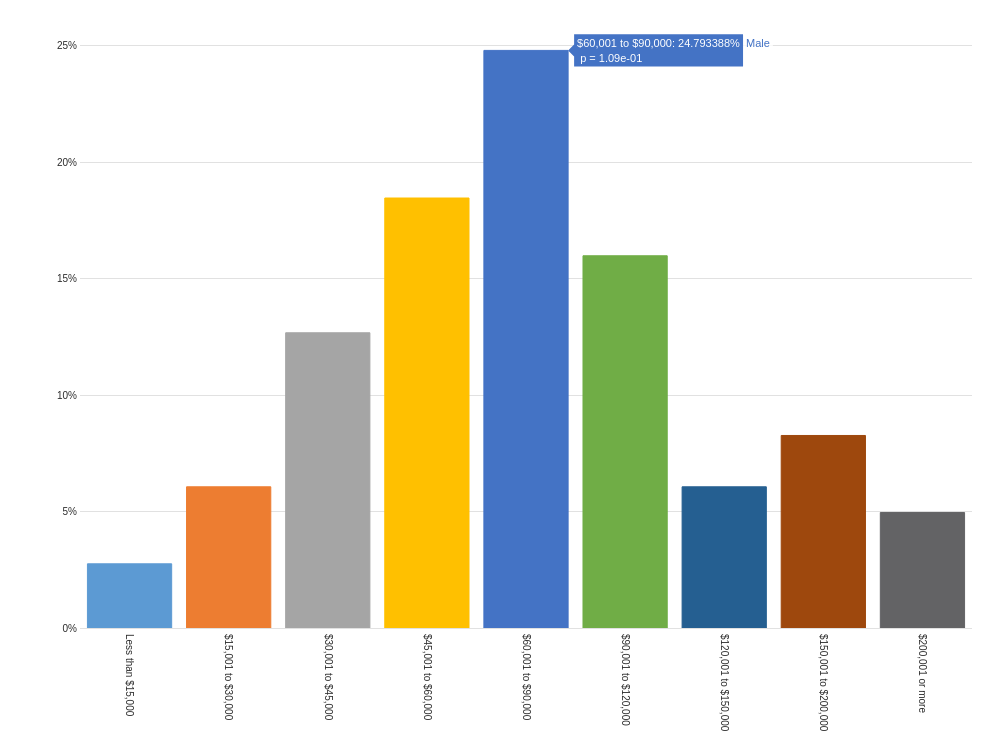 25%
$60,001 to $90,000: 24.793388% Male
p = 1.09e-01
20%
15%
10%
5%
0%
Less than $15,000
$15,001 to $30,000
$30,001 to $45,000
$45,001 to $60,000
$60,001 to $90,000
$90,001 to $120,000
$120,001 to $150,000
$150,001 to $200,000
$200,001 or more